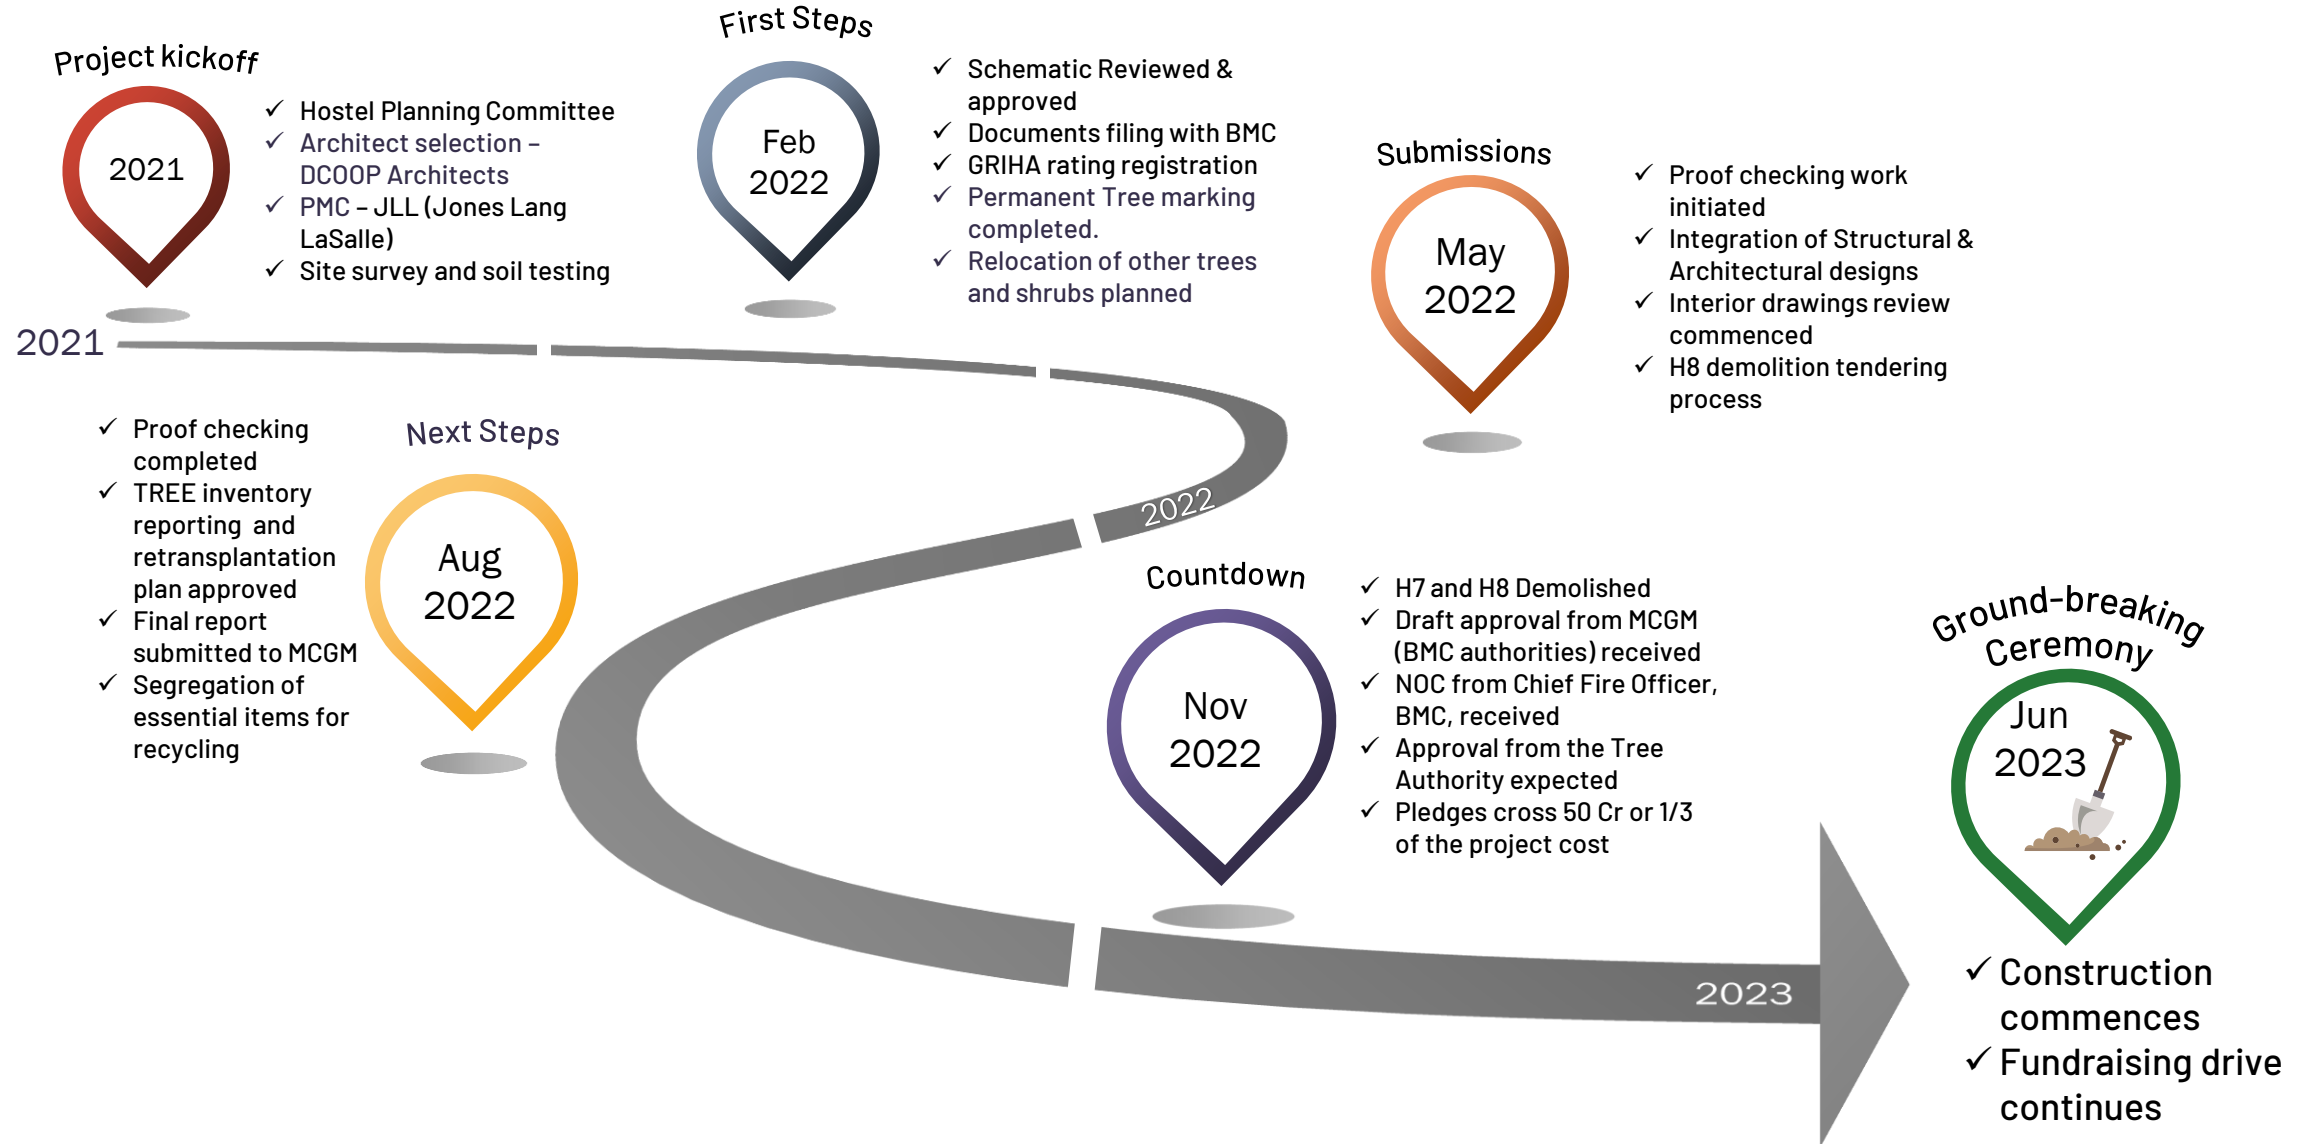 Project kickoff
2021
Hostel Planning Committee
Architect selection –
DCOOP Architects
PMC – JLL (Jones Lang
LaSalle)
Site survey and soil testing
First Steps
Feb
2022
Schematic Reviewed &
approved
Documents filing with BMC
GRIHA rating registration
Permanent Tree marking
completed.
Relocation of other trees
and shrubs planned
Submissions
May
2022
Proof checking work
initiated
Integration of Structural &
Architectural designs
Interior drawings review
commenced
H8 demolition tendering
process
2021
2022
Next Steps
Aug
2022
Proof checking
completed
TREE inventory
reporting and
retransplantation
plan approved
Final report
submitted to MCGM
Segregation of
essential items for
recycling
Countdown
Nov
2022
H7 and H8 Demolished
Draft approval from MCGM
(BMC authorities) received
NOC from Chief Fire Officer,
BMC, received
Approval from the Tree
Authority expected
Pledges cross 50 Cr or 1/3
of the project cost
2023
Ground-breaking
Ceremony
Jun
2023
Construction
commences
Fundraising drive
continues